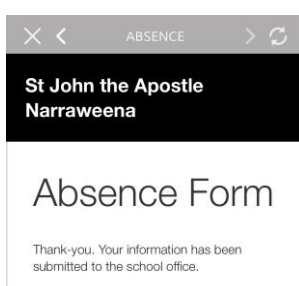 ABSENCE
St John the Apostle
Narraweena
Absence Form
Thank-you. Your information has been
submitted to the school office.